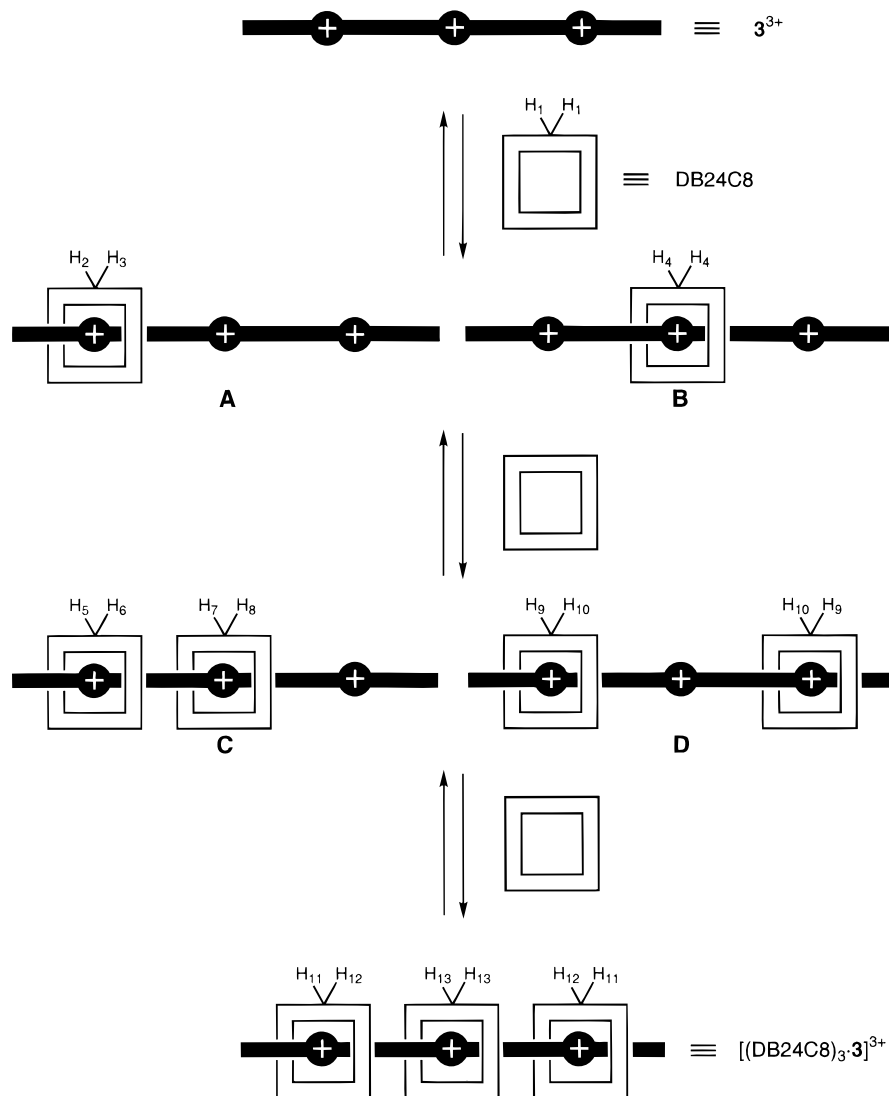 + + + ≡ 3³⁺
H₁ H₁
≡ DB24C8
H₂ H₃ H₄ H₄
+ + + + + +
A B
H₅ H₆ H₇ H₈ H₉ H₁₀ H₁₀ H₉
+ + + + + +
C D
H₁₁ H₁₂ H₁₃ H₁₃ H₁₂ H₁₁
+ + + ≡ [(DB24C8)₃·3]³⁺